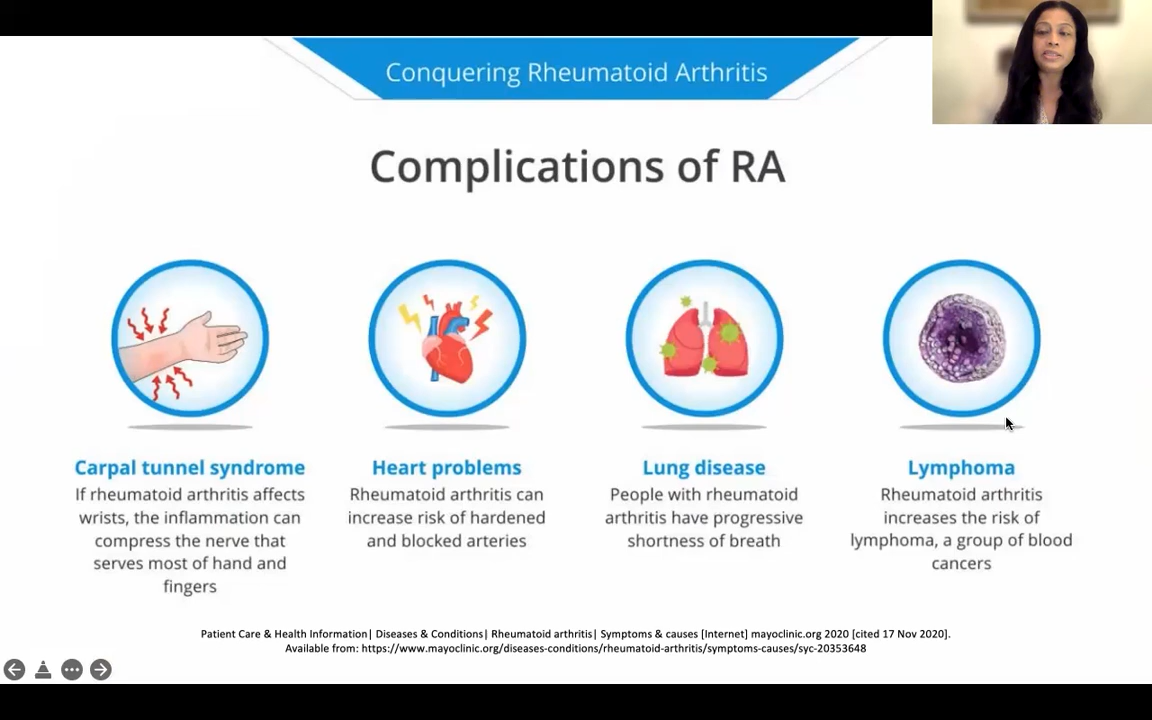 Conquering Rheumatoid Arthritis
Complications of RA
Carpal tunnel syndrome
If rheumatoid arthritis affects
wrists, the inflammation can
compress the nerve that
serves most of hand and
fingers
Heart problems
Rheumatoid arthritis can
increase risk of hardened
and blocked arteries
Lung disease
People with rheumatoid
arthritis have progressive
shortness of breath
Lymphoma
Rheumatoid arthritis
increases the risk of
lymphoma, a group of blood
cancers
Patient Care & Health Information| Diseases & Conditions| Rheumatoid arthritis| Symptoms & causes [Internet] mayoclinic.org 2020 [cited 17 Nov 2020].
Available from: https://www.mayoclinic.org/diseases-conditions/rheumatoid-arthritis/symptoms-causes/syc-20353648